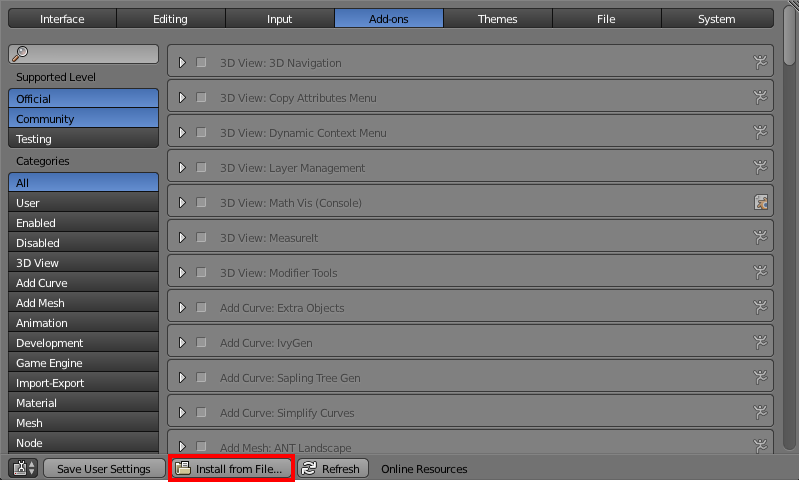 Interface Editing Input Add-ons Themes File System
Supported Level
Official
Community
Testing
Categories
All
User
Enabled
Disabled
3D View
Add Curve
Add Mesh
Animation
Development
Game Engine
Import-Export
Material
Mesh
Node
3D View: 3D Navigation
3D View: Copy Attributes Menu
3D View: Dynamic Context Menu
3D View: Layer Management
3D View: Math Vis (Console)
3D View: MeasureIt
3D View: Modifier Tools
Add Curve: Extra Objects
Add Curve: IvyGen
Add Curve: Sapling Tree Gen
Add Curve: Simplify Curves
Add Mesh: ANT Landscape
Save User Settings Install from File... Refresh Online Resources